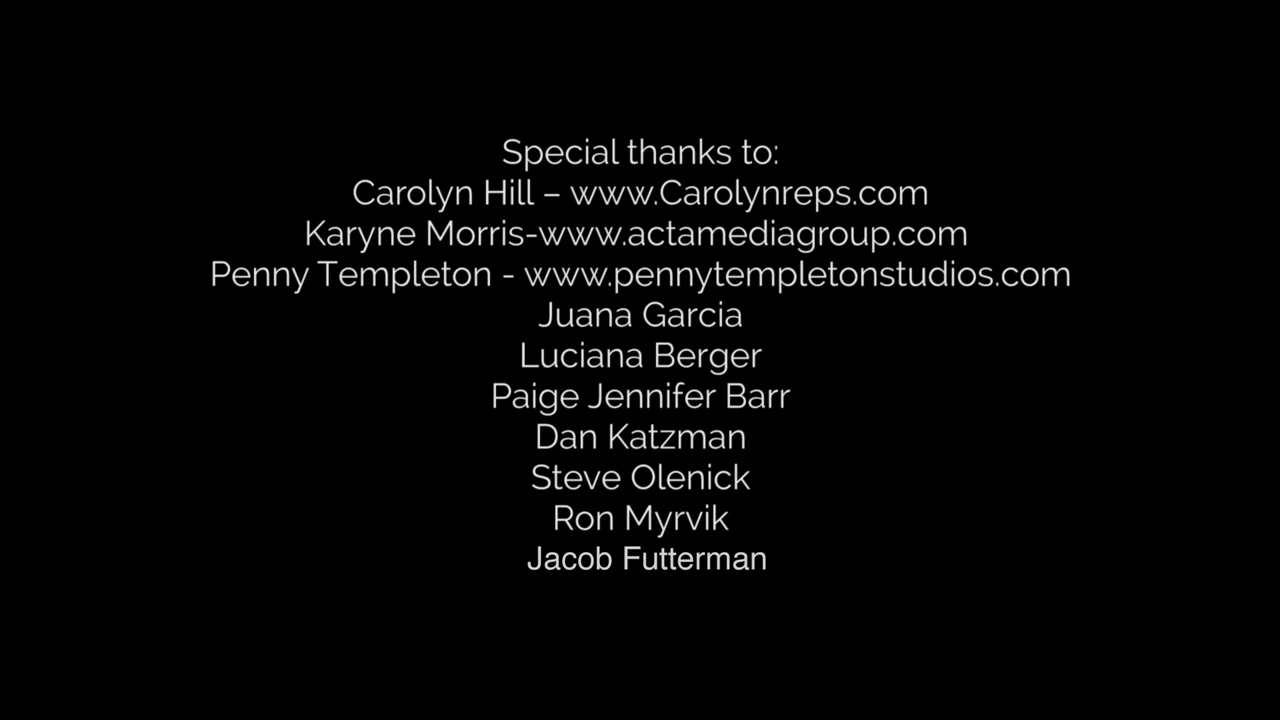 Special thanks to:
Carolyn Hill – www.Carolynreps.com
Karyne Morris-www.actamediagroup.com
Penny Templeton - www.pennytempletonstudios.com
Juana Garcia
Luciana Berger
Paige Jennifer Barr
Dan Katzman
Steve Olenick
Ron Myrvik
Jacob Futterman